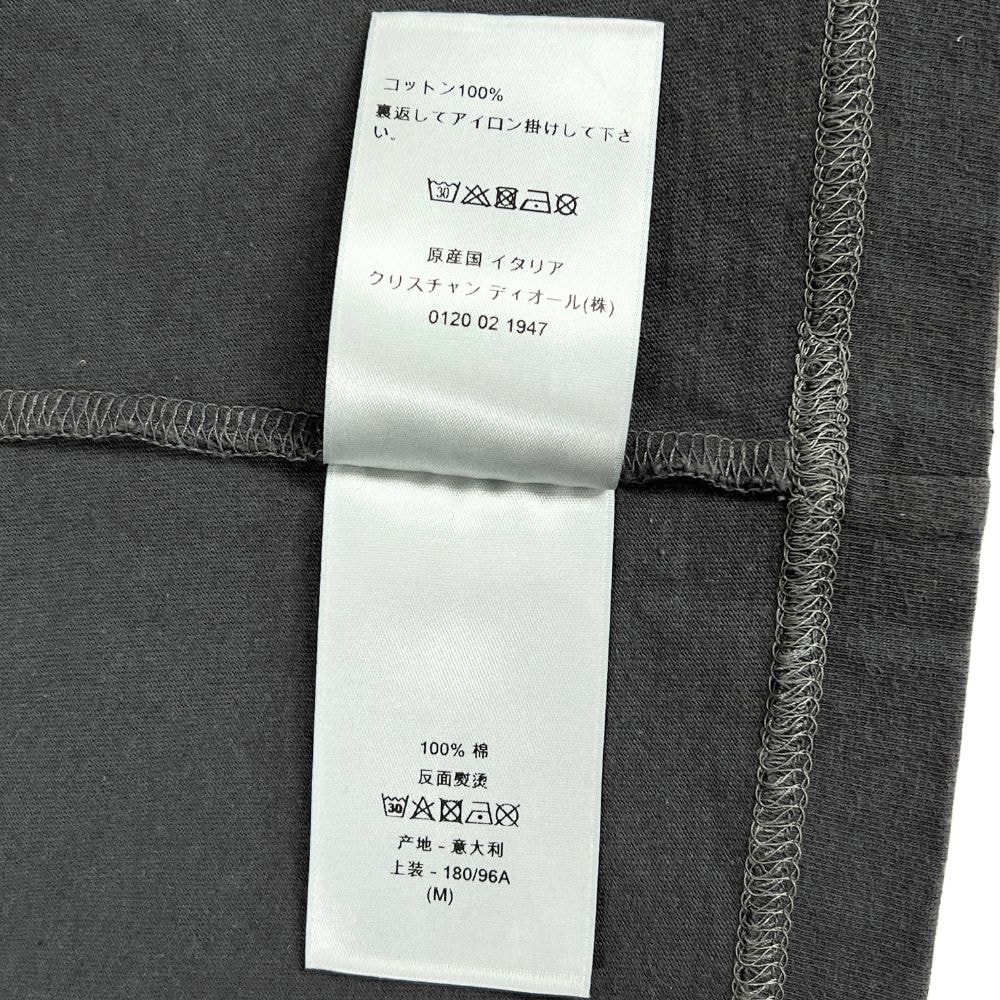 コットン100%
裏返してアイロン掛けして下さ
い。
30
原産国 イタリア
クリスチャン ディオール(株)
0120 02 1947
100% 棉
反面熨烫
30
产地 - 意大利
上装 - 180/96A
(M)